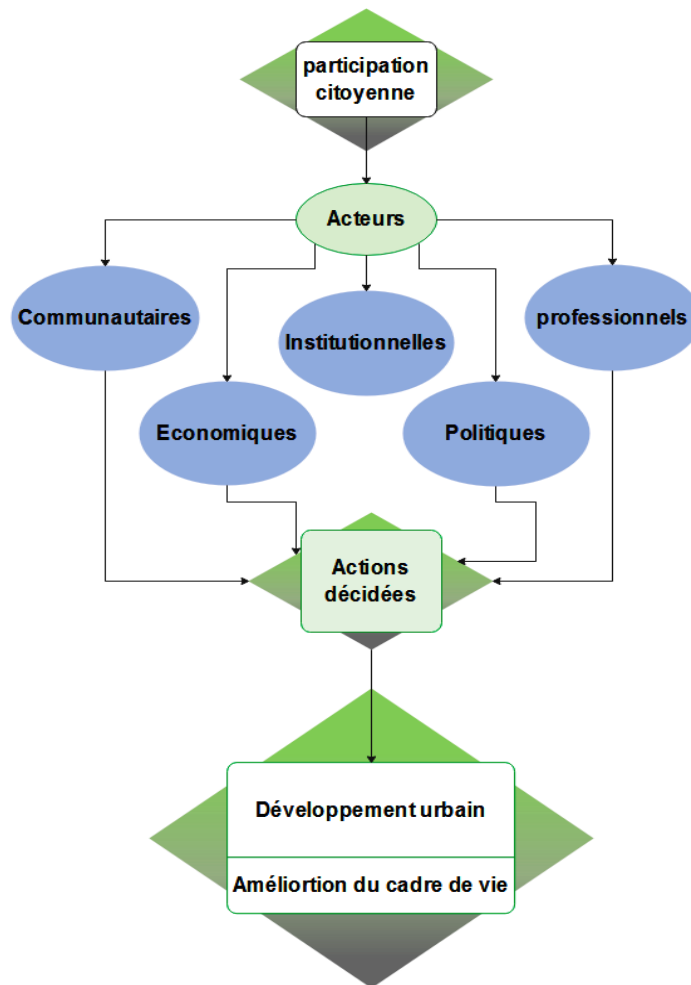 participation
citoyenne
Acteurs
Communautaires
Institutionnelles
professionnels
Economiques
Politiques
Actions
décidées
Développement urbain
Améliortion du cadre de vie